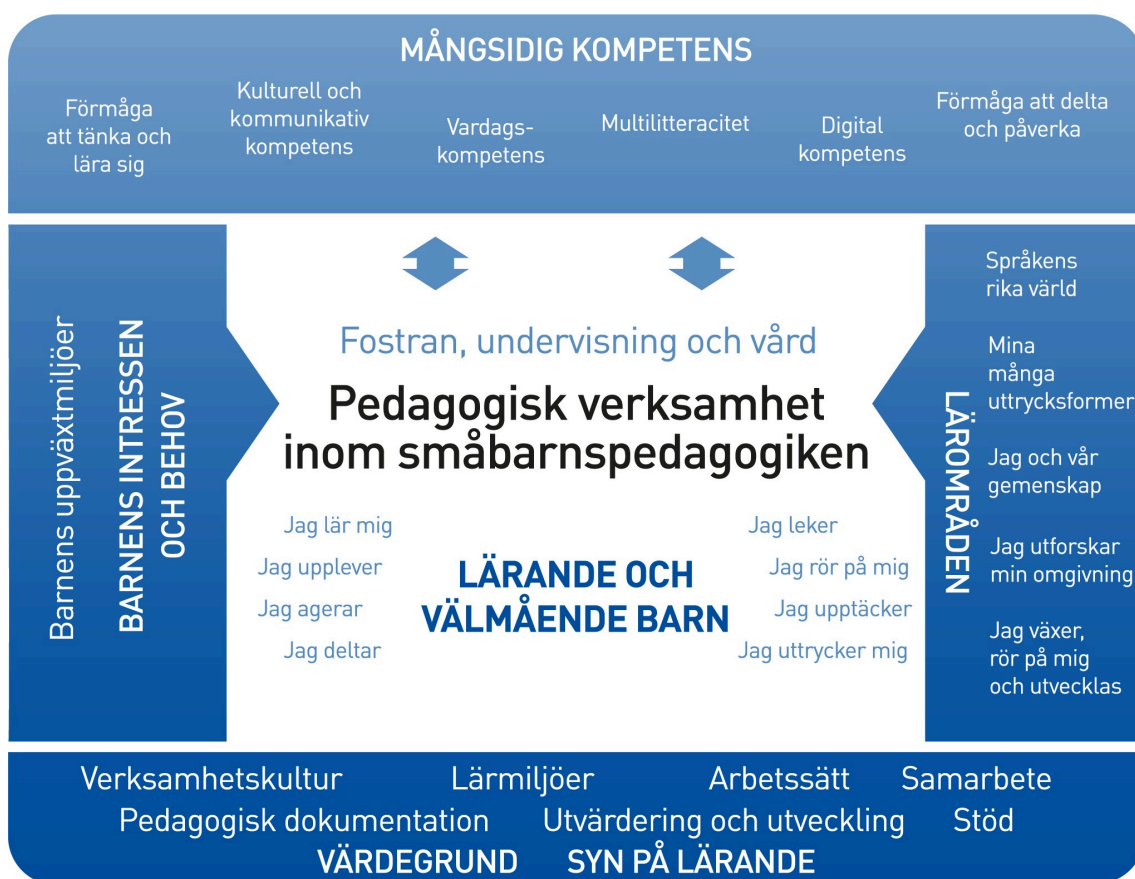 MÅNGSIDIG KOMPETENS
Förmåga
att tänka och
lära sig
Kulturell och
kommunikativ
kompetens
Vardags-
kompetens
Multilitteracitet
Digital
kompetens
Förmåga att delta
och påverka
Barnens uppväxtmiljöer
BARNENS INTRESSEN
OCH BEHOV
Fostran, undervisning och vård
Pedagogisk verksamhet
inom småbarnspedagogiken
Jag lär mig
Jag upplever
Jag agerar
Jag deltar
LÄRANDE OCH
VÄLMÅENDE BARN
Jag leker
Jag rör på mig
Jag upptäcker
Jag uttrycker mig
LÄROMRÅDEN
Språkens
rika värld
Mina
många
uttrycksformer
Jag och vår
gemenskap
Jag utforskar
min omgivning
Jag växer,
rör på mig
och utvecklas
Verksamhetskultur Lärmiljöer Arbetssätt Samarbete
Pedagogisk dokumentation Utvärdering och utveckling Stöd
VÄRDEGRUND SYN PÅ LÄRANDE